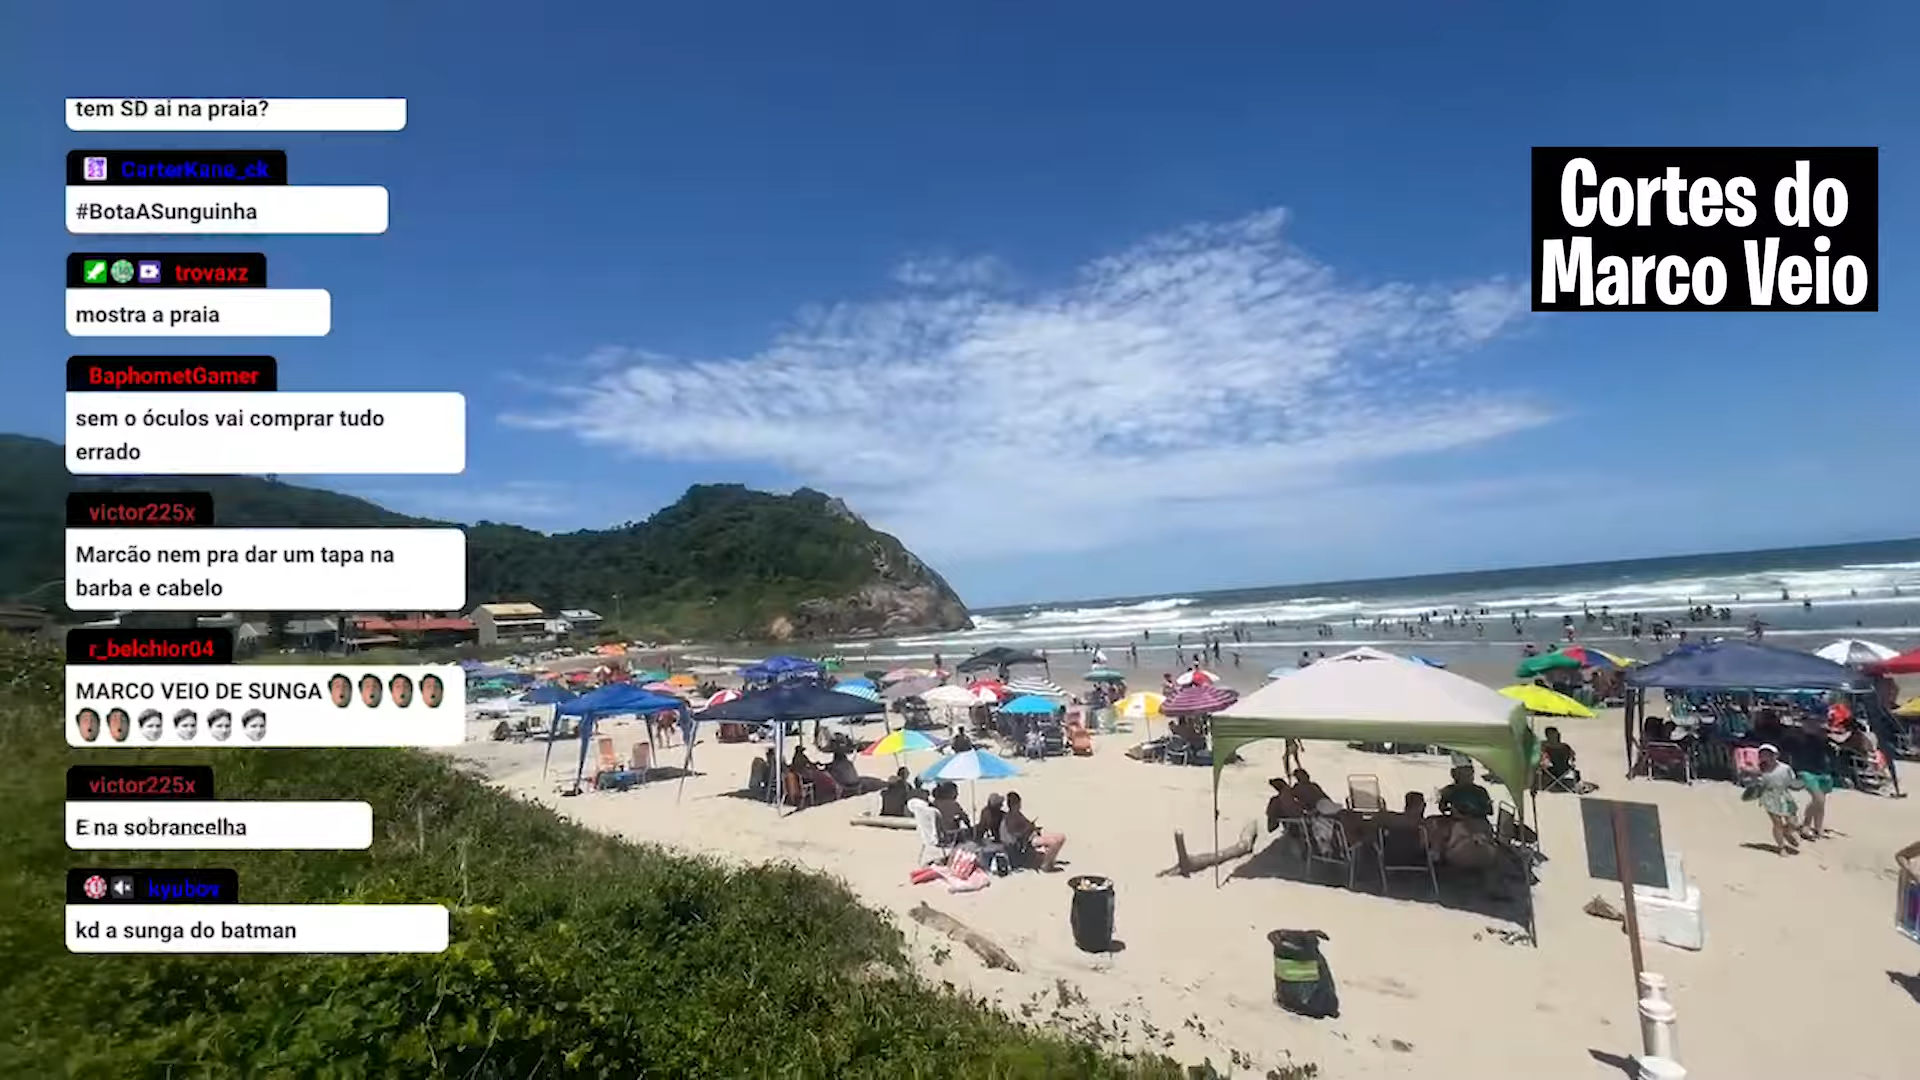 tem SD ai na praia?
CarterKane_ck
#BotaASunguinha
trovaxz
mostra a praia
BaphometGamer
sem o óculos vai comprar tudo
errado
victor225x
Marcão nem pra dar um tapa na
barba e cabelo
r_belchior04
MARCO VEIO DE SUNGA
victor225x
E na sobrancelha
kyubov
kd a sunga do batman
Cortes do
Marco Veio